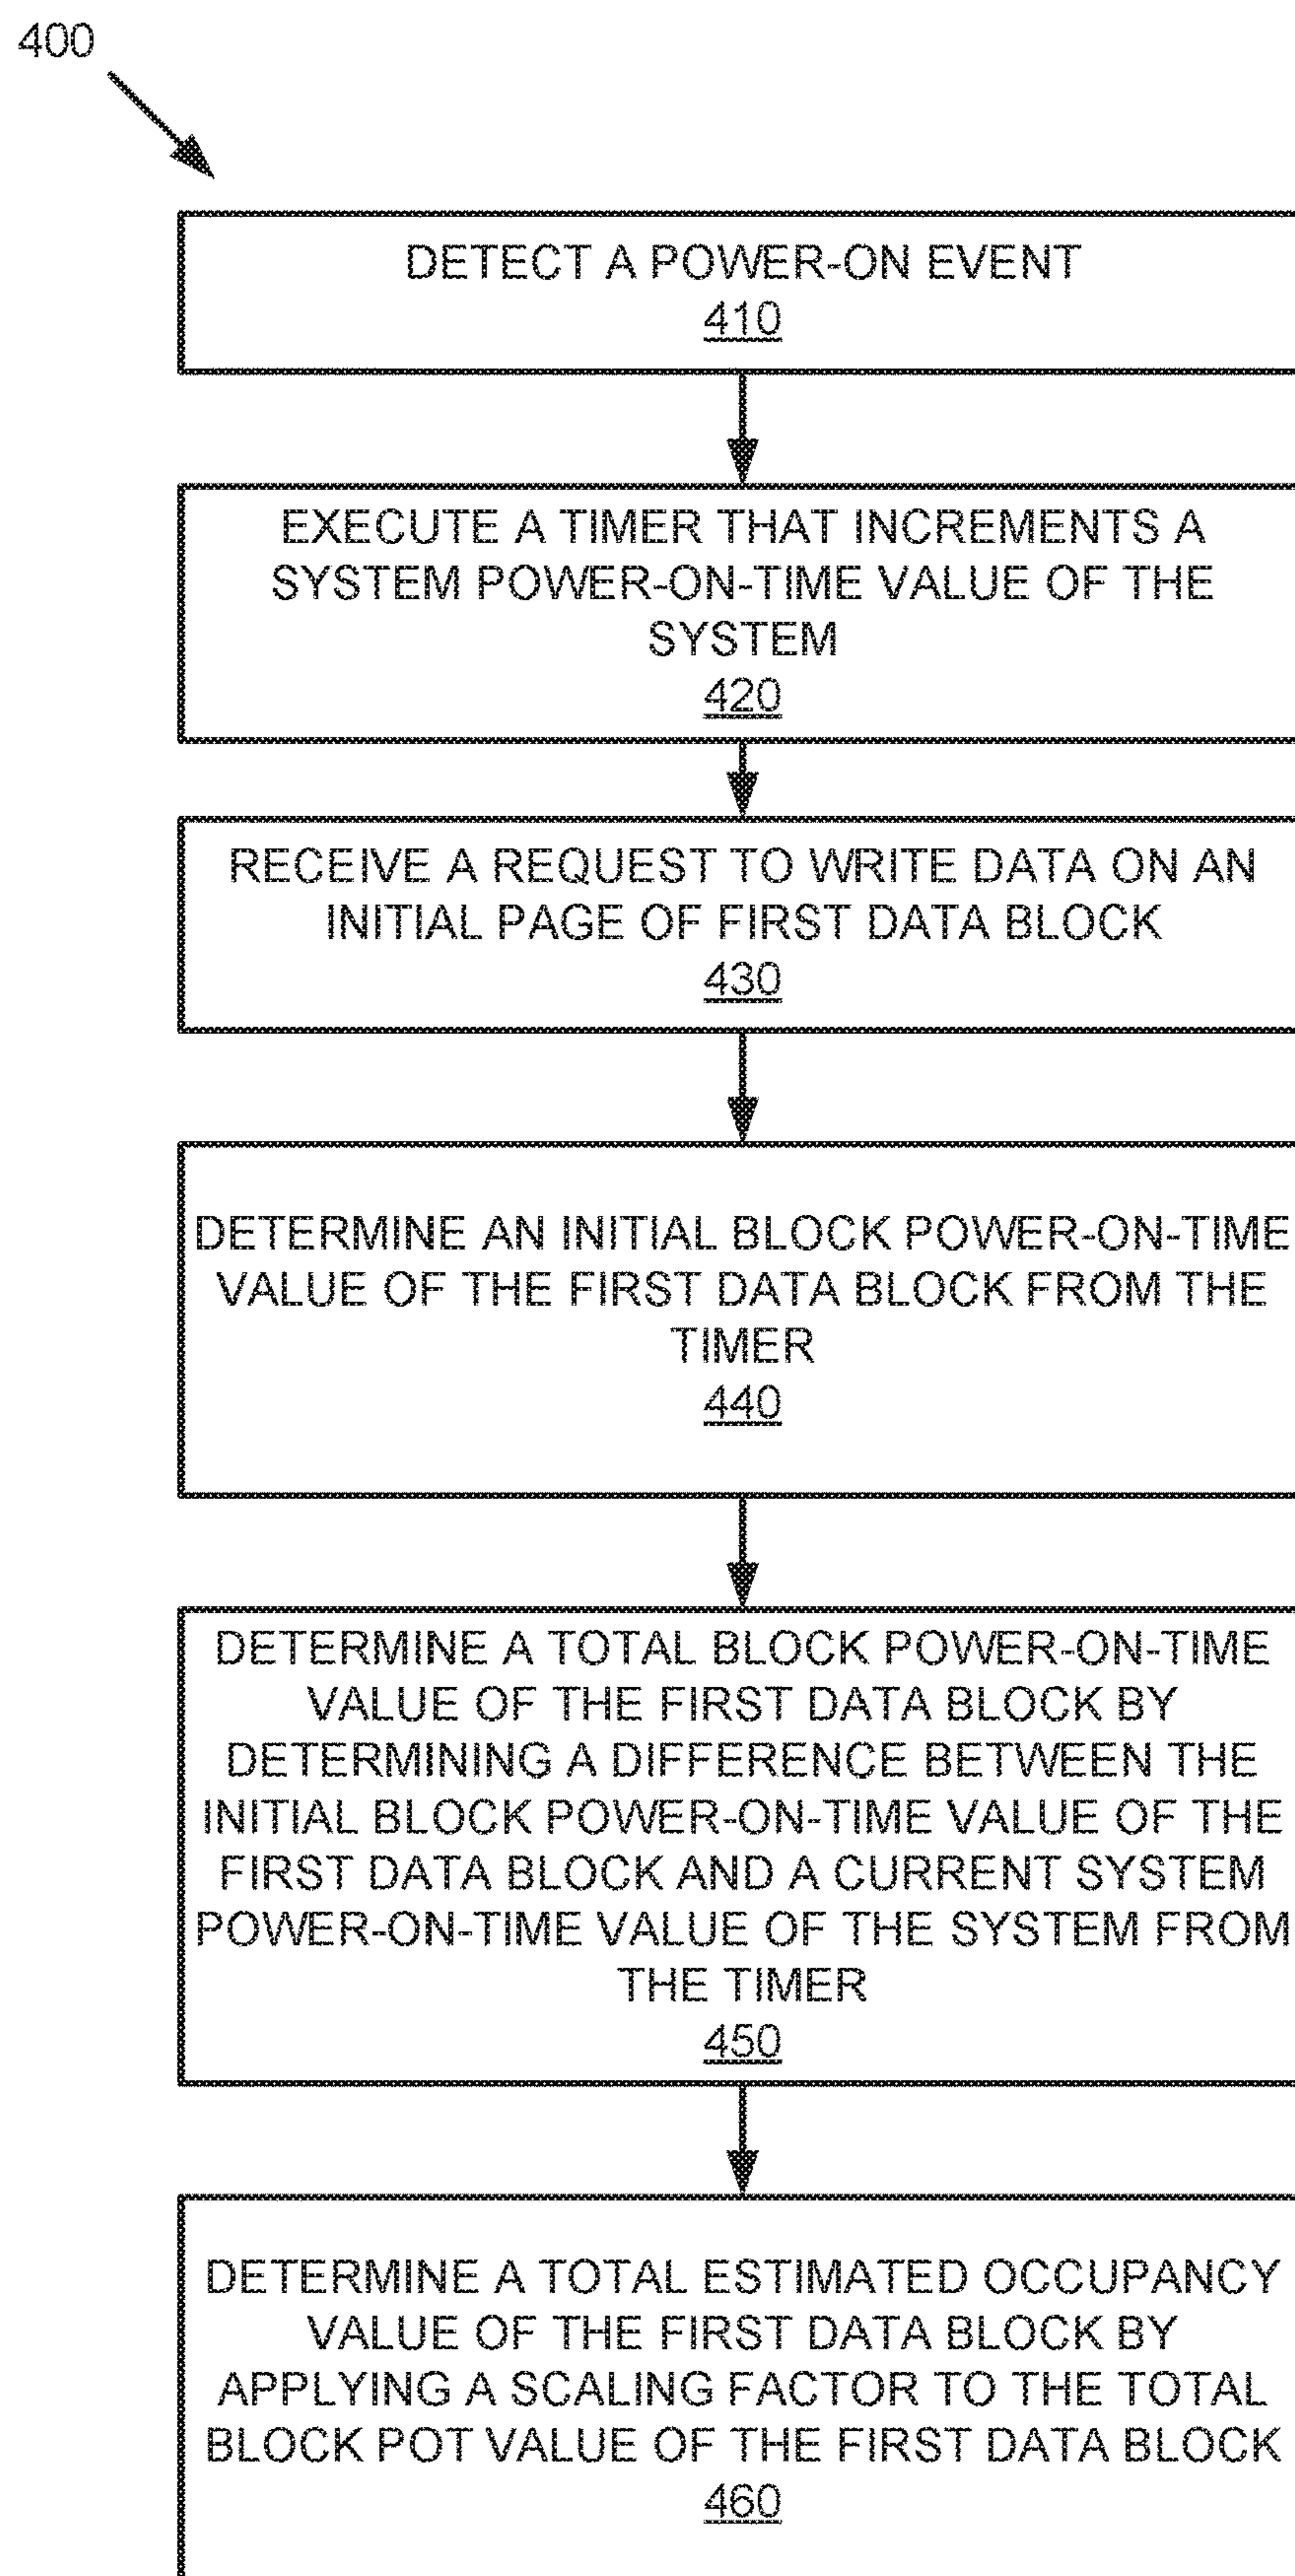 400
DETECT A POWER-ON EVENT
410
EXECUTE A TIMER THAT INCREMENTS A
SYSTEM POWER-ON-TIME VALUE OF THE
SYSTEM
420
RECEIVE A REQUEST TO WRITE DATA ON AN
INITIAL PAGE OF FIRST DATA BLOCK
430
DETERMINE AN INITIAL BLOCK POWER-ON-TIME
VALUE OF THE FIRST DATA BLOCK FROM THE
TIMER
440
DETERMINE A TOTAL BLOCK POWER-ON-TIME
VALUE OF THE FIRST DATA BLOCK BY
DETERMINING A DIFFERENCE BETWEEN THE
INITIAL BLOCK POWER-ON-TIME VALUE OF THE
FIRST DATA BLOCK AND A CURRENT SYSTEM
POWER-ON-TIME VALUE OF THE SYSTEM FROM
THE TIMER
450
DETERMINE A TOTAL ESTIMATED OCCUPANCY
VALUE OF THE FIRST DATA BLOCK BY
APPLYING A SCALING FACTOR TO THE TOTAL
BLOCK POT VALUE OF THE FIRST DATA BLOCK
460